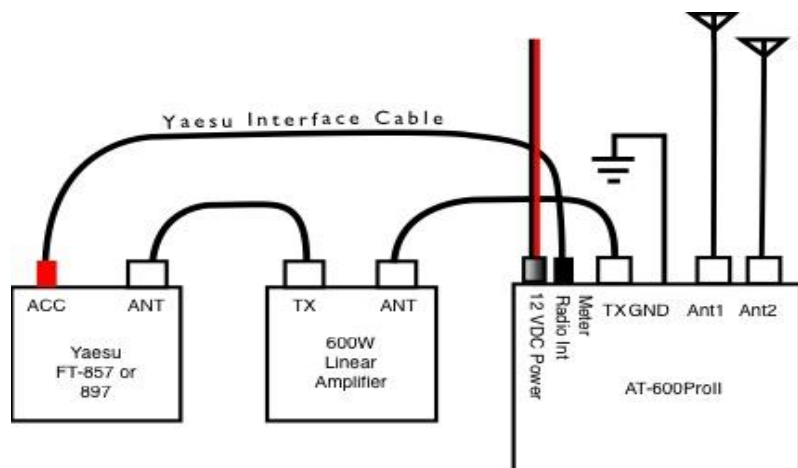 Yaesu Interface Cable
ACC
ANT
Yaesu
FT-857 or
897
TX
ANT
600W
Linear
Amplifier
12 VDC Power
Radio Int
Meter
TX
GND
Ant1
Ant2
AT-600ProII